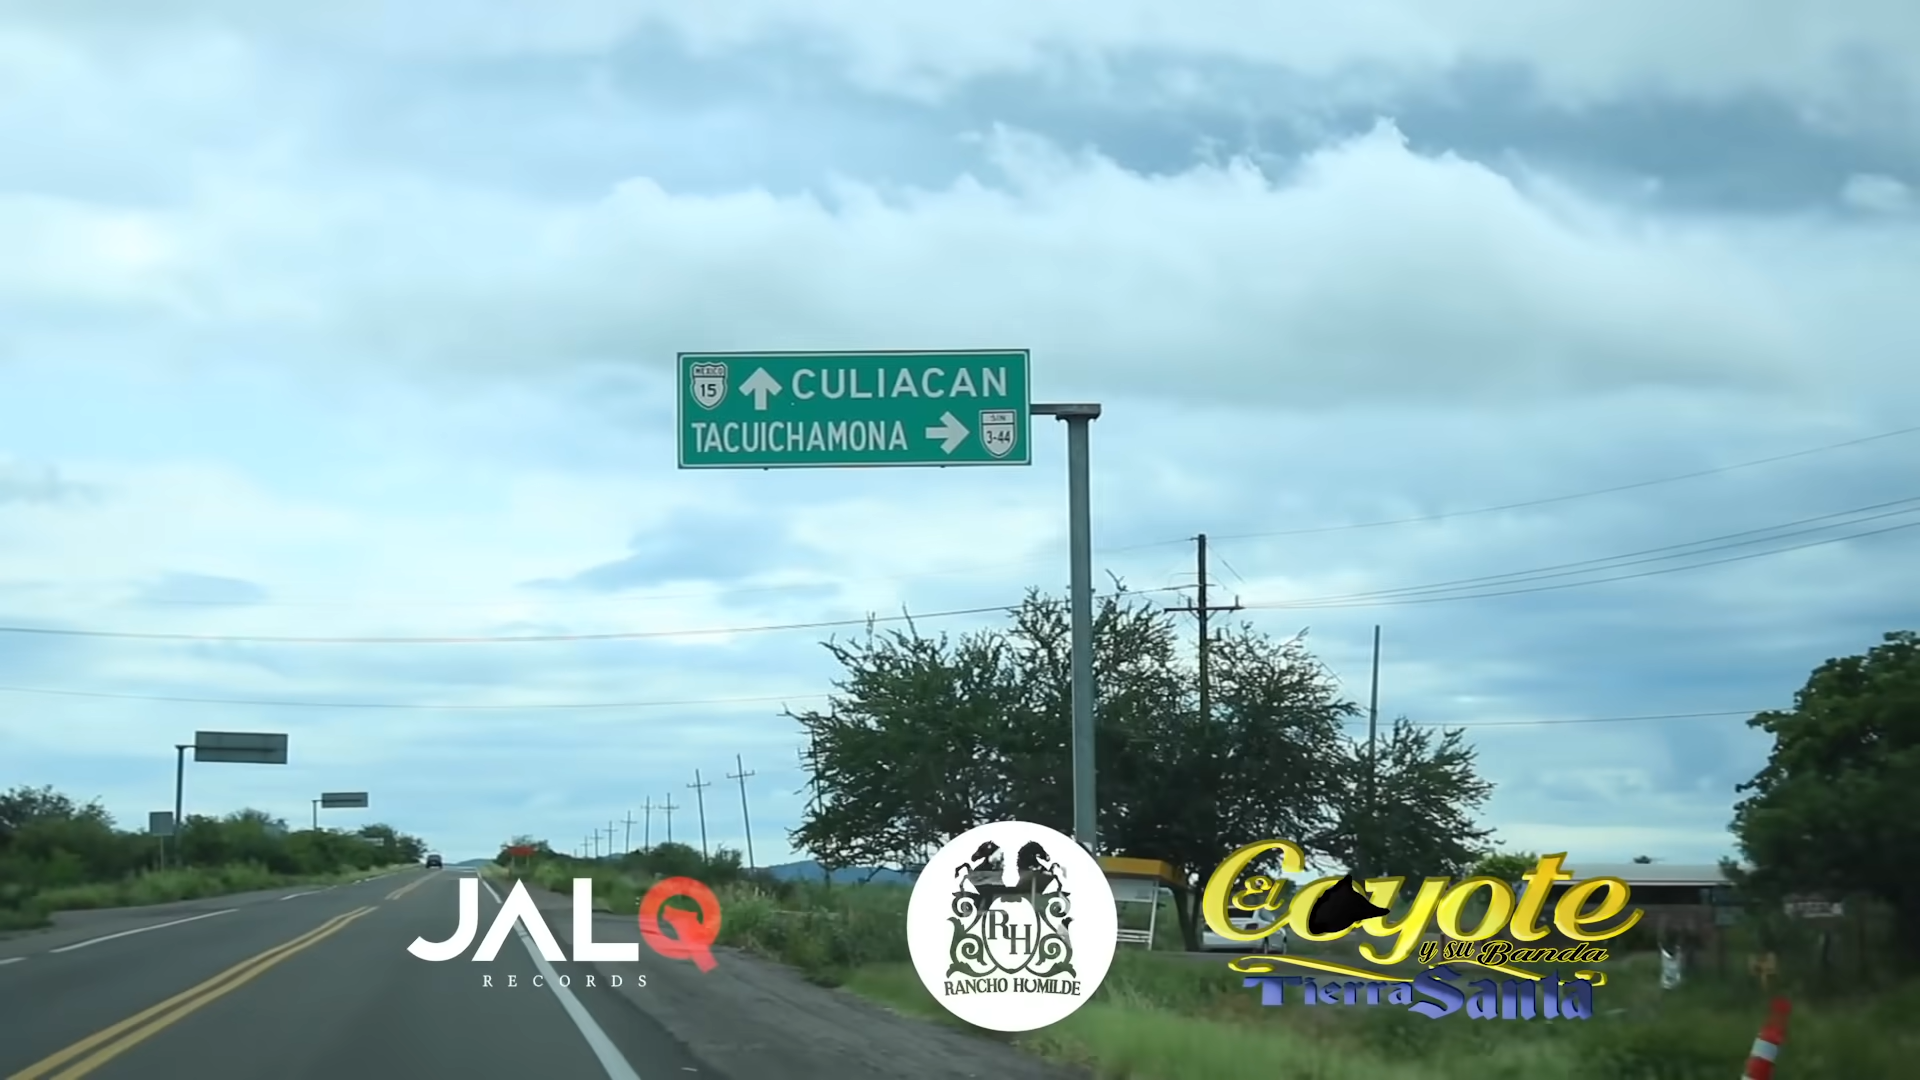 MEXICO
15
CULIACAN
TACUICHAMONA
SIN
3-44
JALQ
RECORDS
RH
RANCHO HUMILDE
El Coyote
y su Banda
Tierra Santa